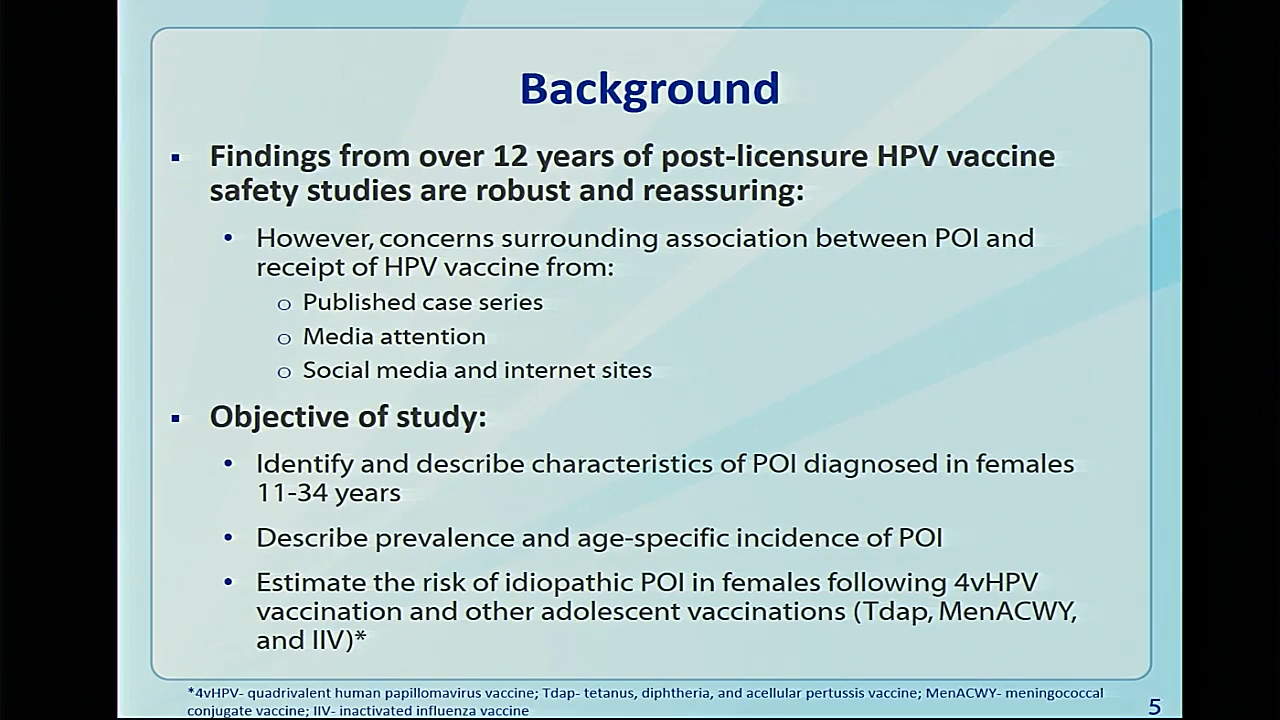 Background
▪ Findings from over 12 years of post-licensure HPV vaccine
safety studies are robust and reassuring:
• However, concerns surrounding association between POI and
receipt of HPV vaccine from:
o Published case series
o Media attention
o Social media and internet sites
▪ Objective of study:
• Identify and describe characteristics of POI diagnosed in females
11-34 years
• Describe prevalence and age-specific incidence of POI
• Estimate the risk of idiopathic POI in females following 4vHPV
vaccination and other adolescent vaccinations (Tdap, MenACWY,
and IIV)*
*4vHPV- quadrivalent human papillomavirus vaccine; Tdap- tetanus, diphtheria, and acellular pertussis vaccine; MenACWY- meningococcal
conjugate vaccine; IIV- inactivated influenza vaccine
5